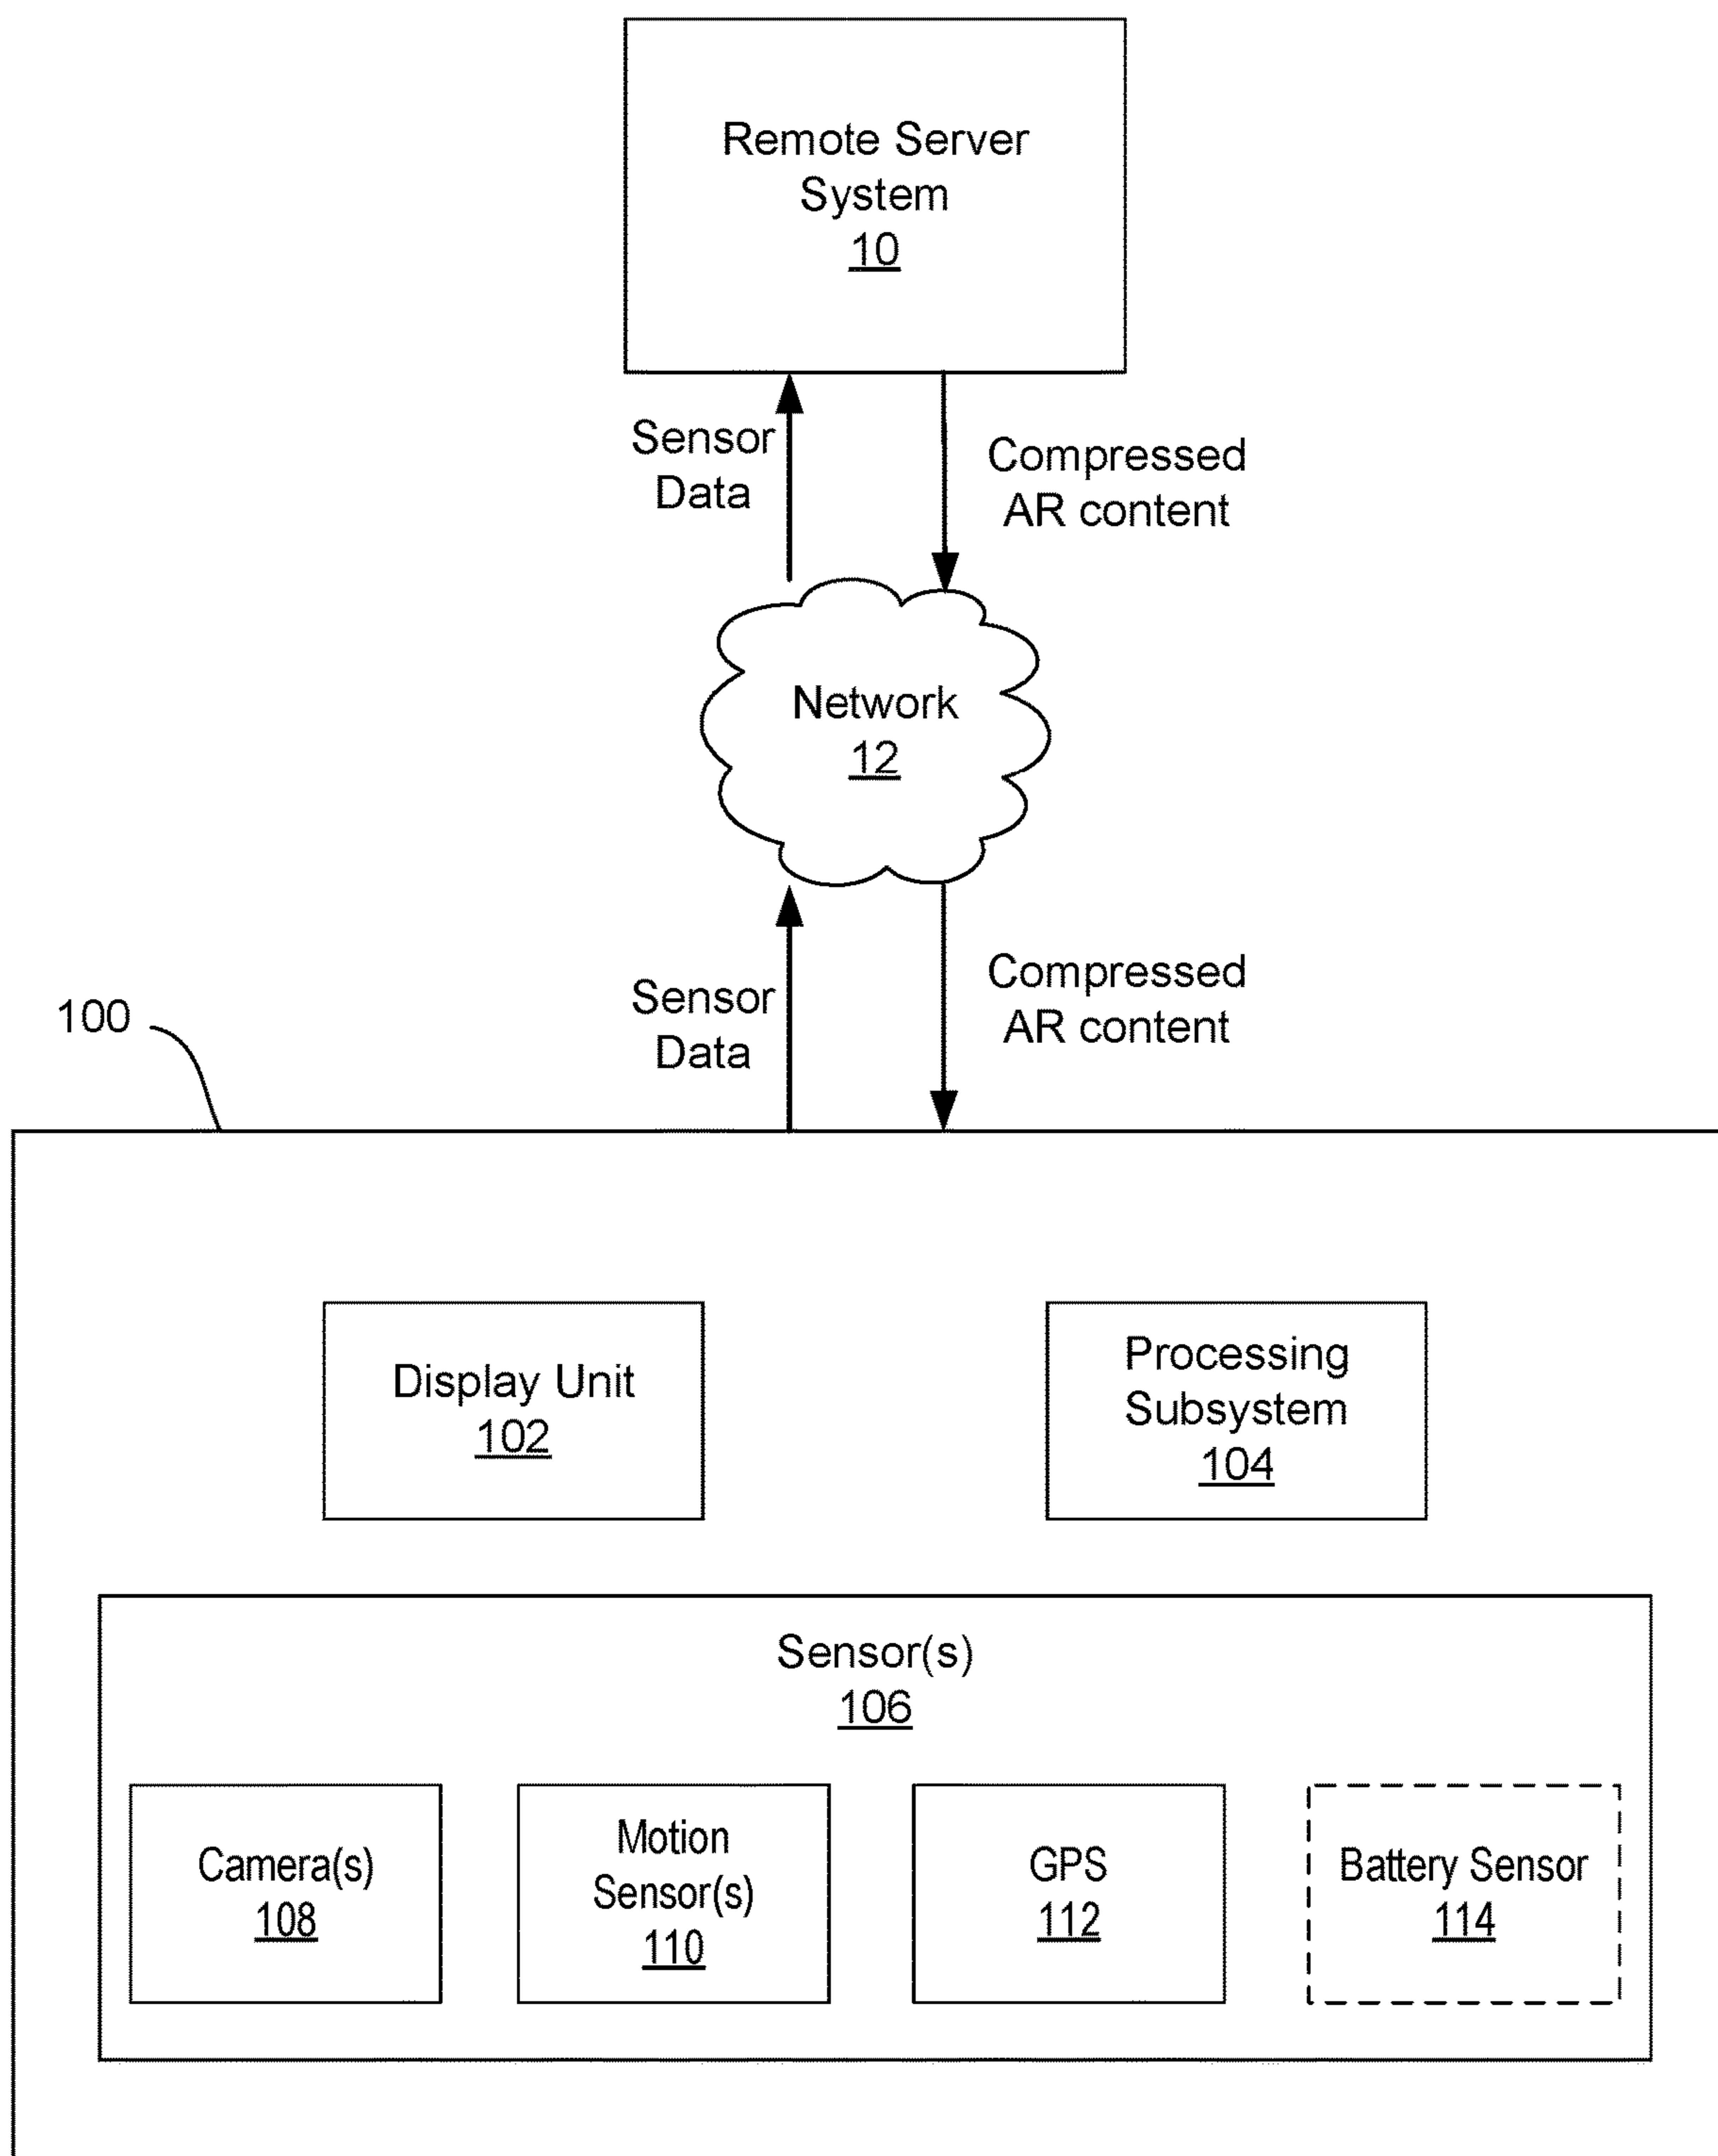 Remote Server
System
10
Sensor
Data
Compressed
AR content
Network
12
Sensor
Data
Compressed
AR content
100
Display Unit
102
Processing
Subsystem
104
Sensor(s)
106
Camera(s)
108
Motion
Sensor(s)
110
GPS
112
Battery Sensor
114